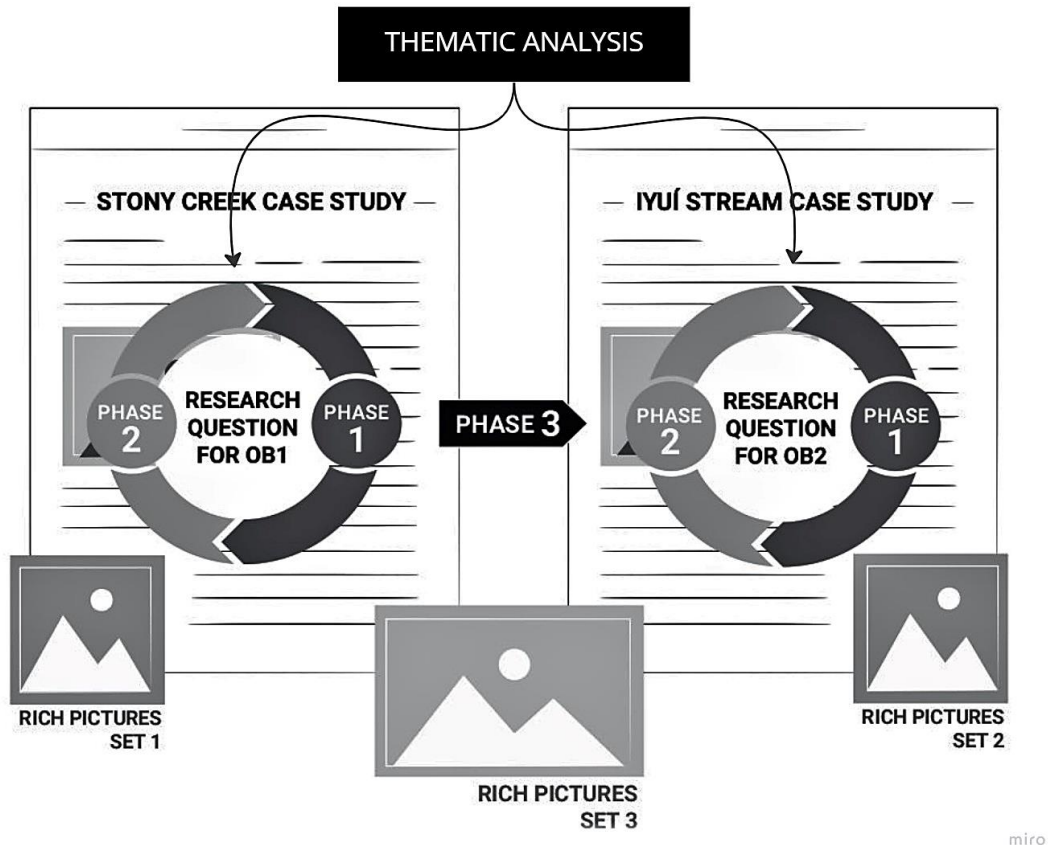 THEMATIC ANALYSIS
STONY CREEK CASE STUDY
PHASE
2
RESEARCH
QUESTION
FOR OB1
PHASE
1
PHASE 3
IYUÍ STREAM CASE STUDY
PHASE
2
RESEARCH
QUESTION
FOR OB2
PHASE
1
RICH PICTURES
SET 1
RICH PICTURES
SET 3
RICH PICTURES
SET 2
miro